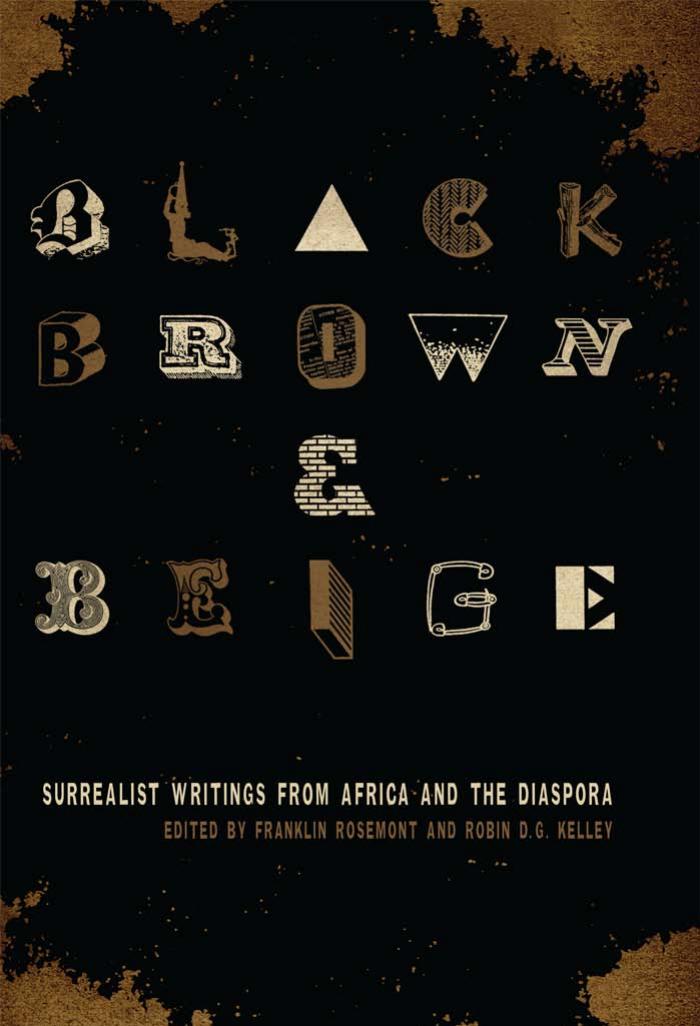 BLACK
BROWN
&
BEIGE
SURREALIST WRITINGS FROM AFRICA AND THE DIASPORA
EDITED BY FRANKLIN ROSEMONT AND ROBIN D.G. KELLEY